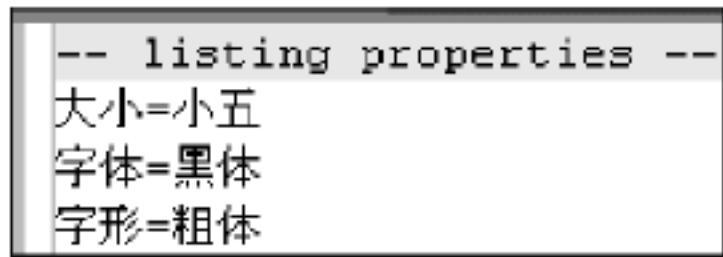 -- listing properties --
大小=小五
字体=黑体
字形=粗体